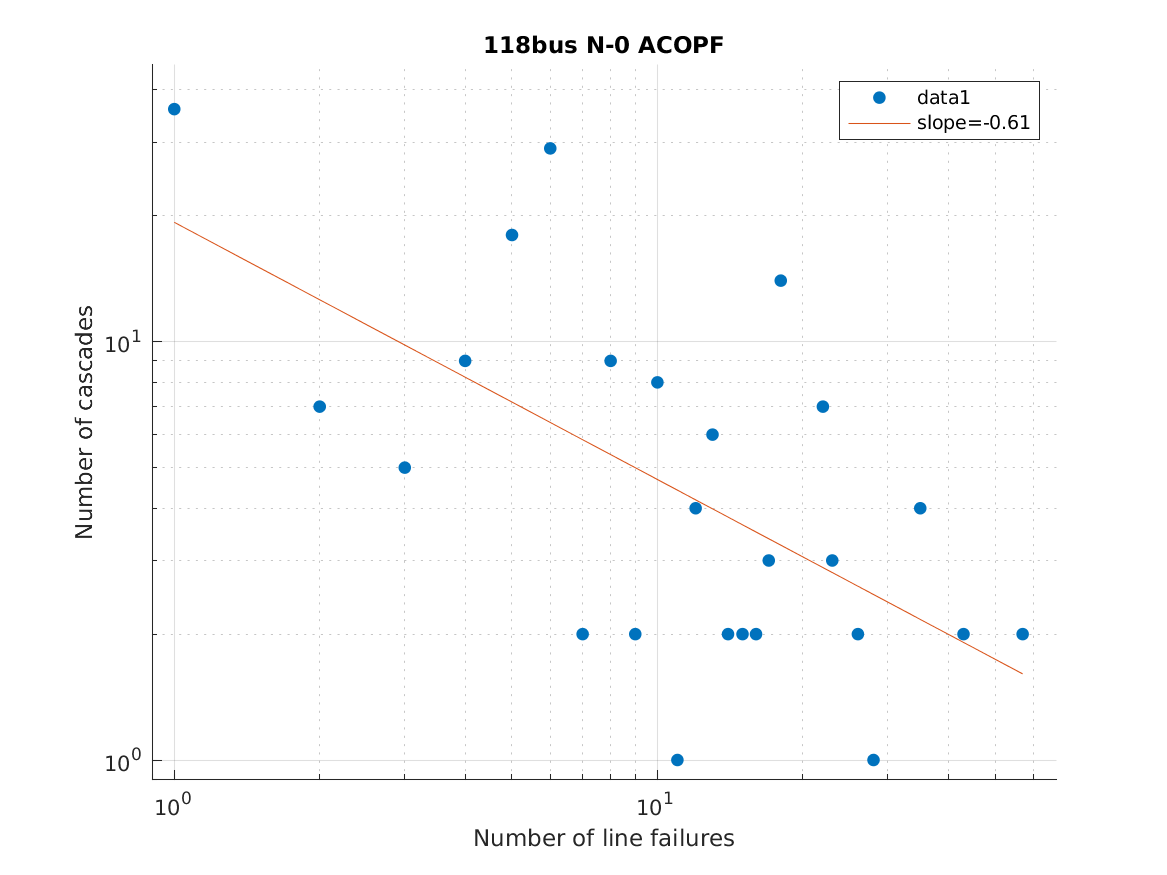 118bus N-0 ACOPF
data1
slope=-0.61
Number of cascades
10^1
10^0
10^0
10^1
Number of line failures